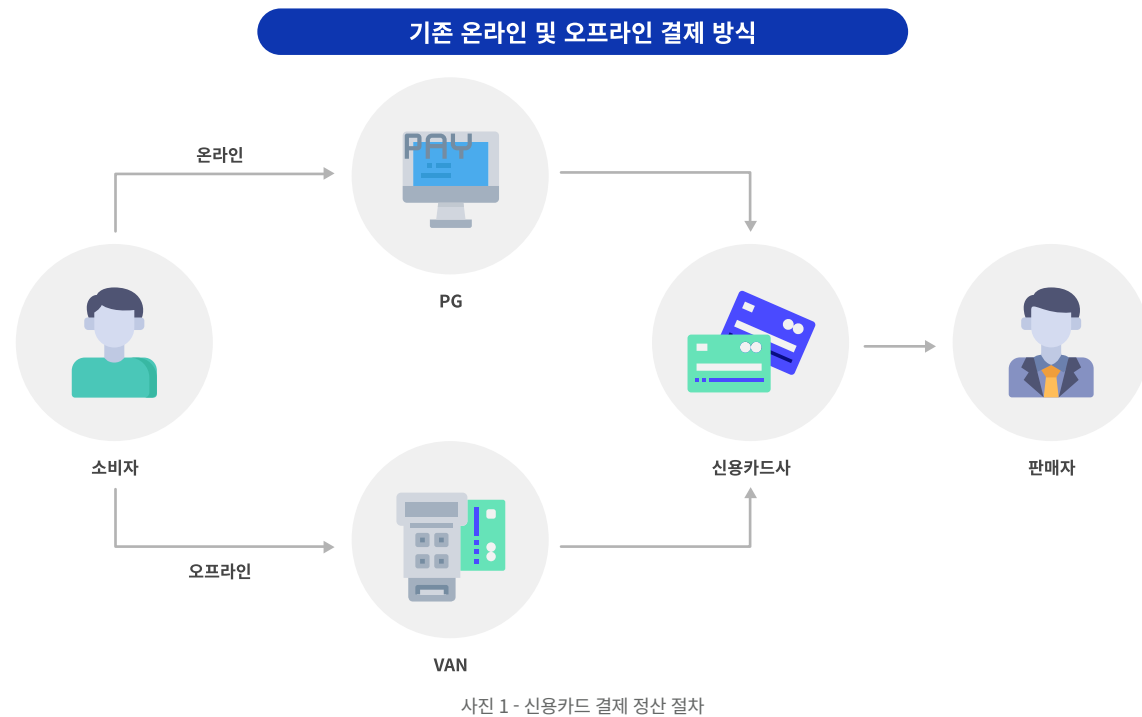 기존 온라인 및 오프라인 결제 방식
온라인
PAY
PG
소비자
신용카드사
판매자
오프라인
VAN
사진 1 - 신용카드 결제 정산 절차